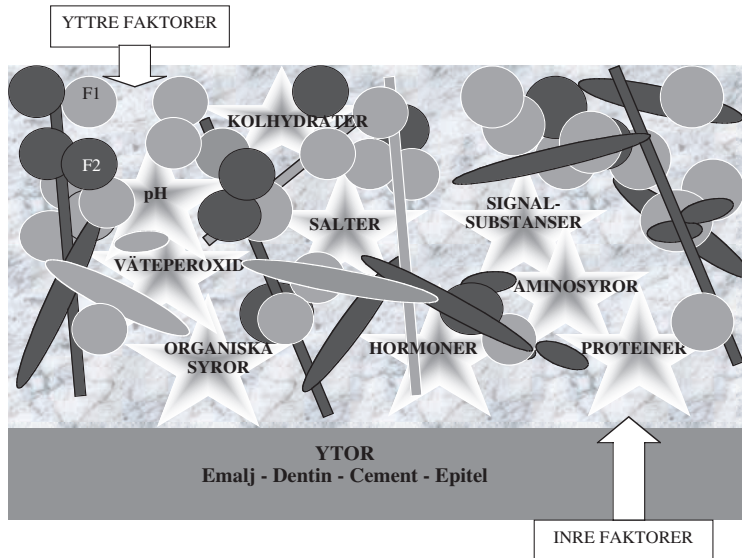 YTTRE FAKTORER
F1
KOLHYDRATER
F2
pH
SALTER
SIGNAL-
SUBSTANSER
VÄTEPEROXID
AMINOSYROR
ORGANISKA
SYROR
HORMONER
PROTEINER
YTOR
Emalj - Dentin - Cement - Epitel
INRE FAKTORER